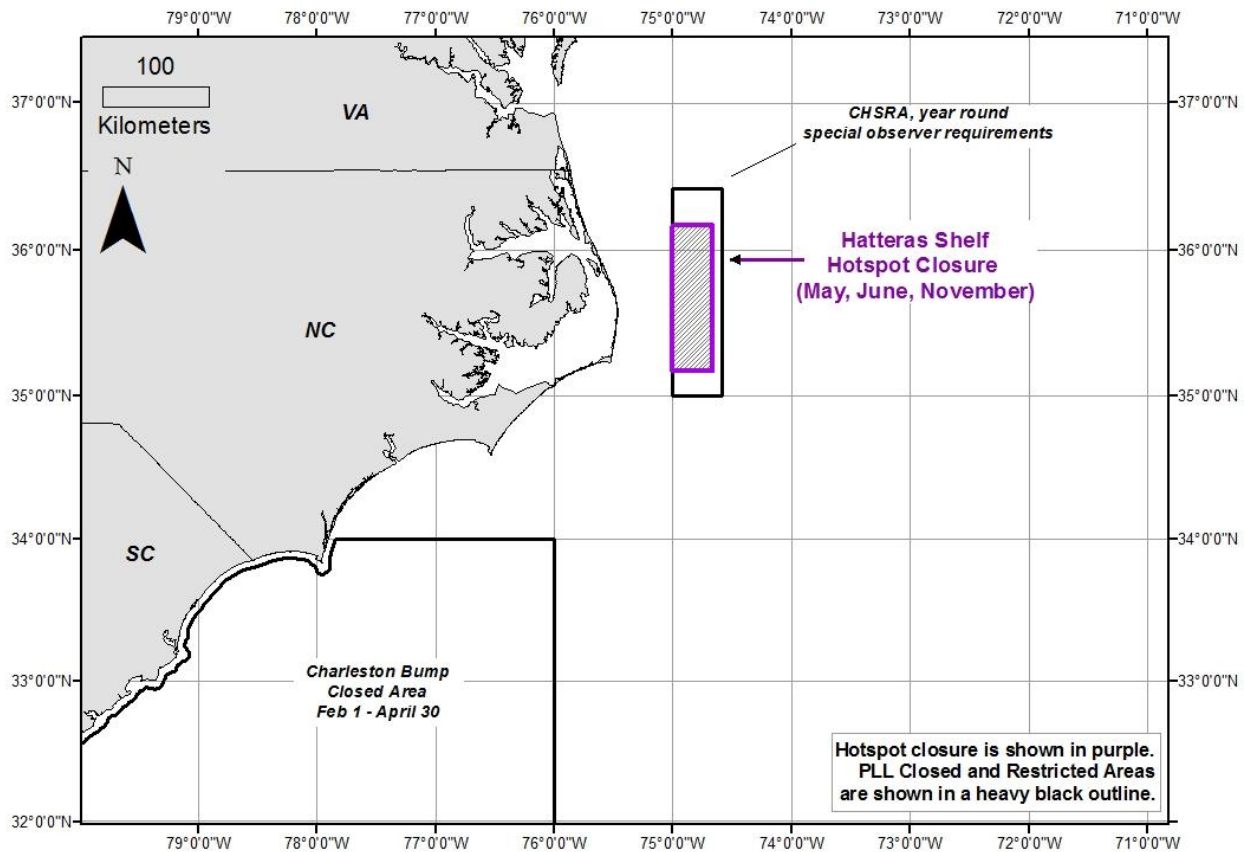 79°0'0"W 78°0'0"W 77°0'0"W 76°0'0"W 75°0'0"W 74°0'0"W 73°0'0"W 72°0'0"W 71°0'0"W
100
Kilometers
N
37°0'0"N
37°0'0"N
VA
CHSRA, year round
special observer requirements
36°0'0"N
36°0'0"N
Hatteras Shelf
Hotspot Closure
(May, June, November)
NC
35°0'0"N
35°0'0"N
34°0'0"N
34°0'0"N
SC
33°0'0"N
33°0'0"N
Charleston Bump
Closed Area
Feb 1 - April 30
Hotspot closure is shown in purple.
PLL Closed and Restricted Areas
are shown in a heavy black outline.
32°0'0"N
32°0'0"N
79°0'0"W 78°0'0"W 77°0'0"W 76°0'0"W 75°0'0"W 74°0'0"W 73°0'0"W 72°0'0"W 71°0'0"W